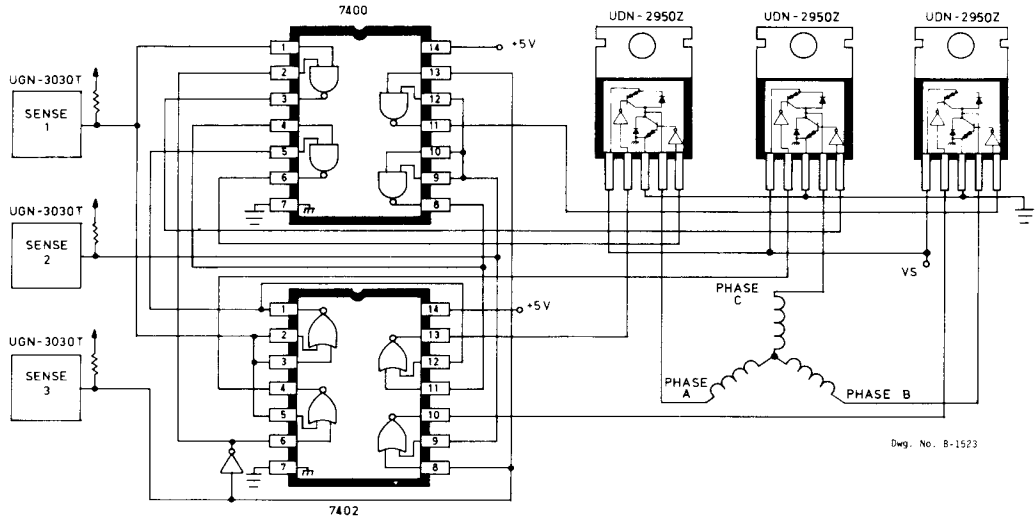 7400
UDN-2950Z
UDN-2950Z
UDN-2950Z
UGN-3030T
SENSE
1
UGN-3030T
SENSE
2
UGN-3030T
SENSE
3
1
2
3
4
5
6
7
14
13
12
11
10
9
8
+5V
1
2
3
4
5
6
7
14
13
12
11
10
9
8
+5V
7402
VS
PHASE
C
PHASE
A
PHASE B
Dwg. No. B-1523